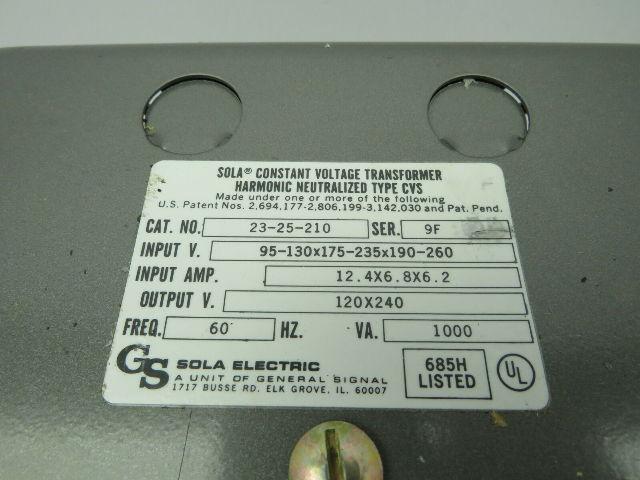 SOLA® CONSTANT VOLTAGE TRANSFORMER
HARMONIC NEUTRALIZED TYPE CVS
Made under one or more of the following
U.S. Patent Nos. 2,694,177-2,806,199-3,142,030 and Pat. Pend.
CAT. NO. 23-25-210 SER. 9F
INPUT V. 95-130x175-235x190-260
INPUT AMP. 12.4X6.8X6.2
OUTPUT V. 120X240
FREQ. 60 HZ. VA. 1000
GS SOLA ELECTRIC
A UNIT OF GENERAL SIGNAL
1717 BUSSE RD. ELK GROVE, IL. 60007
685H
LISTED
UL